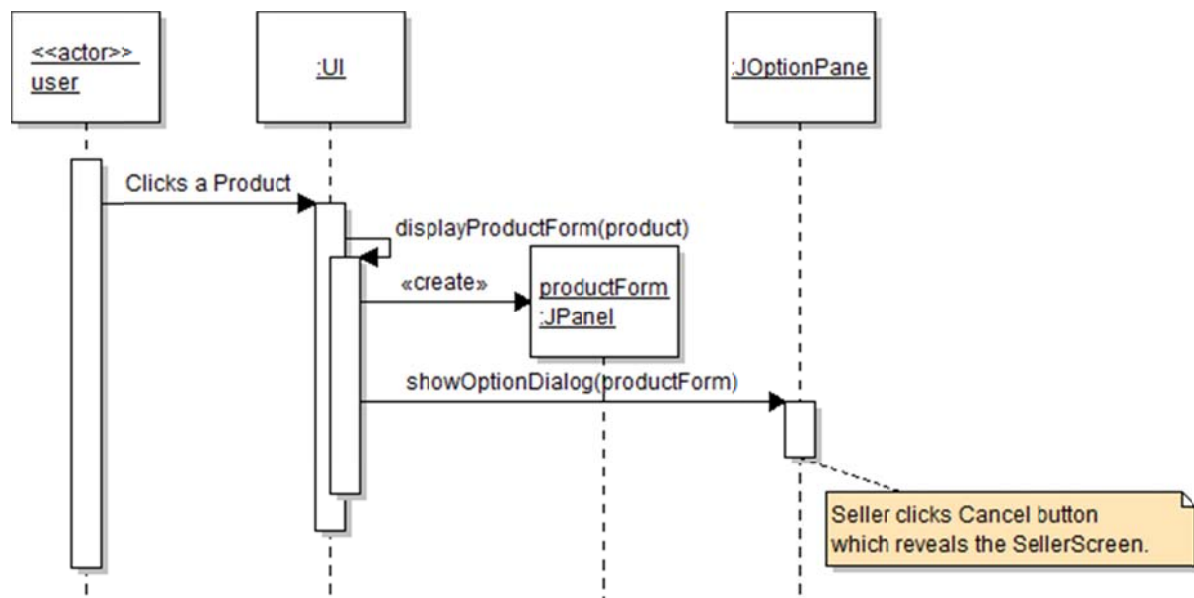 <<actor>>
user
:UI
:JOptionPane
Clicks a Product
displayProductForm(product)
«create»
productForm
:JPanel
showOptionDialog(productForm)
Seller clicks Cancel button
which reveals the SellerScreen.